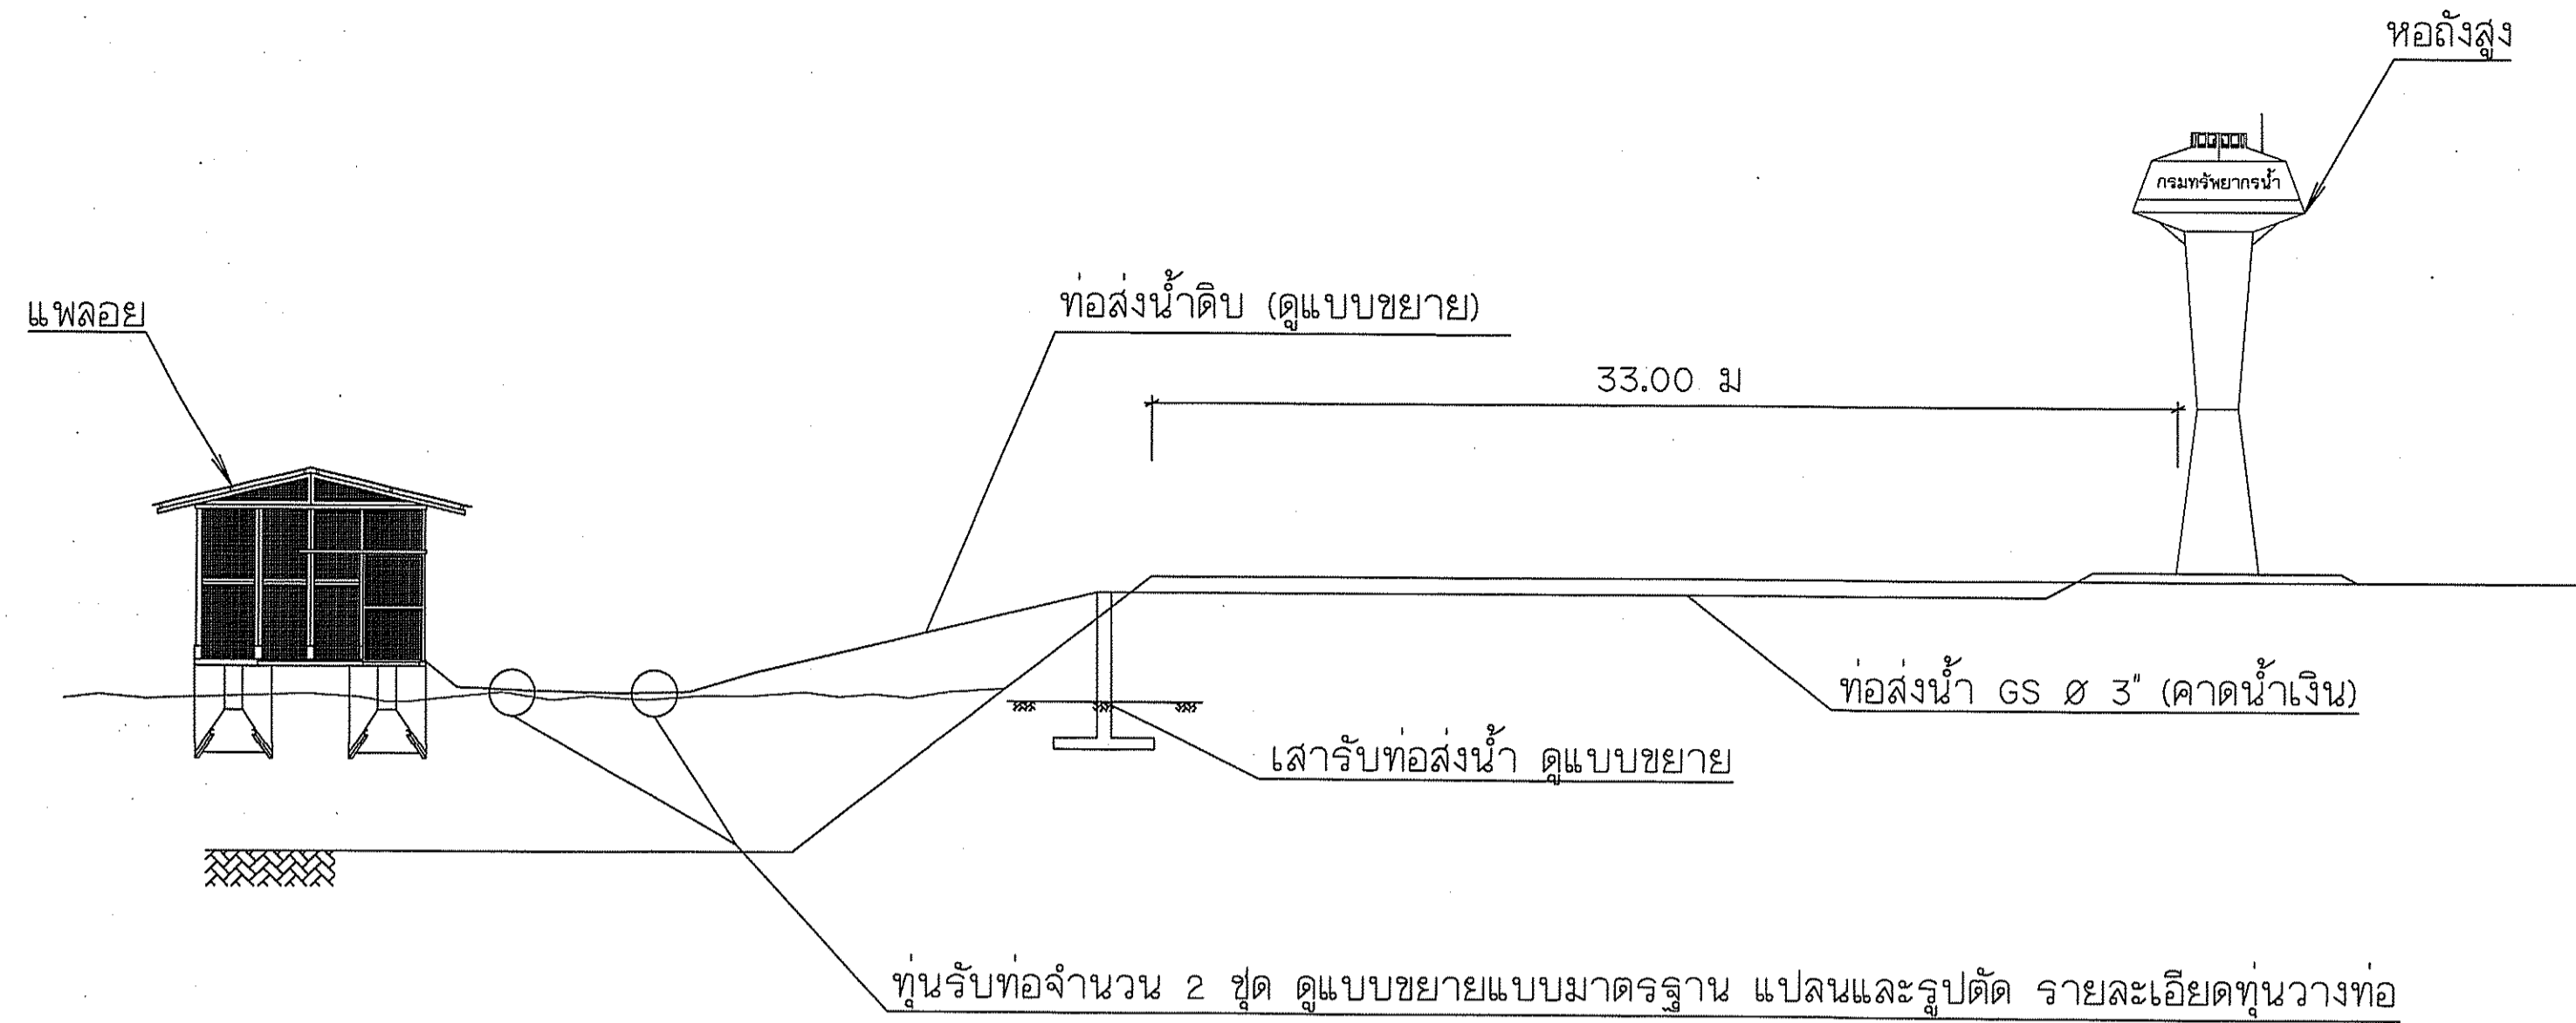 หอถังสูง
กรมทรัพยากรน้ำ
ท่อส่งน้ำดิบ (ดูแบบขยาย)
แพลอย
33.00 ม
ท่อส่งน้ำ GS Ø 3" (คาดน้ำเงิน)
เสารับท่อส่งน้ำ ดูแบบขยาย
ทุ่นรับท่อจำนวน 2 ชุด ดูแบบขยายแบบมาตรฐาน แปลนและรูปตัด รายละเอียดทุ่นวางท่อ